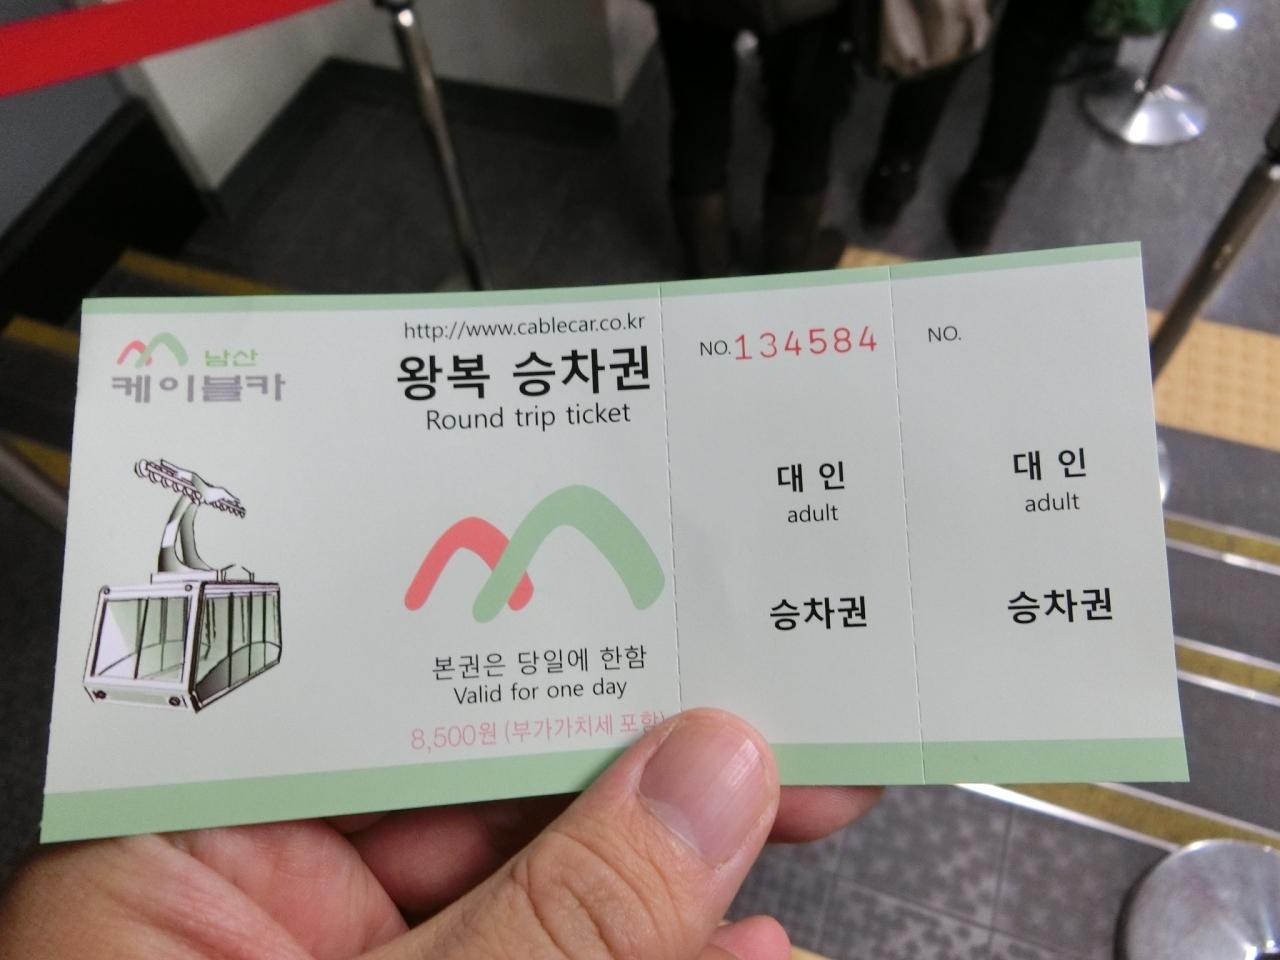 남산
케이블카
http://www.cablecar.co.kr
왕복 승차권
Round trip ticket
본권은 당일에 한함
Valid for one day
8,500원 (부가가치세 포함)
NO. 134584
대 인
adult
승차권
NO.
대 인
adult
승차권